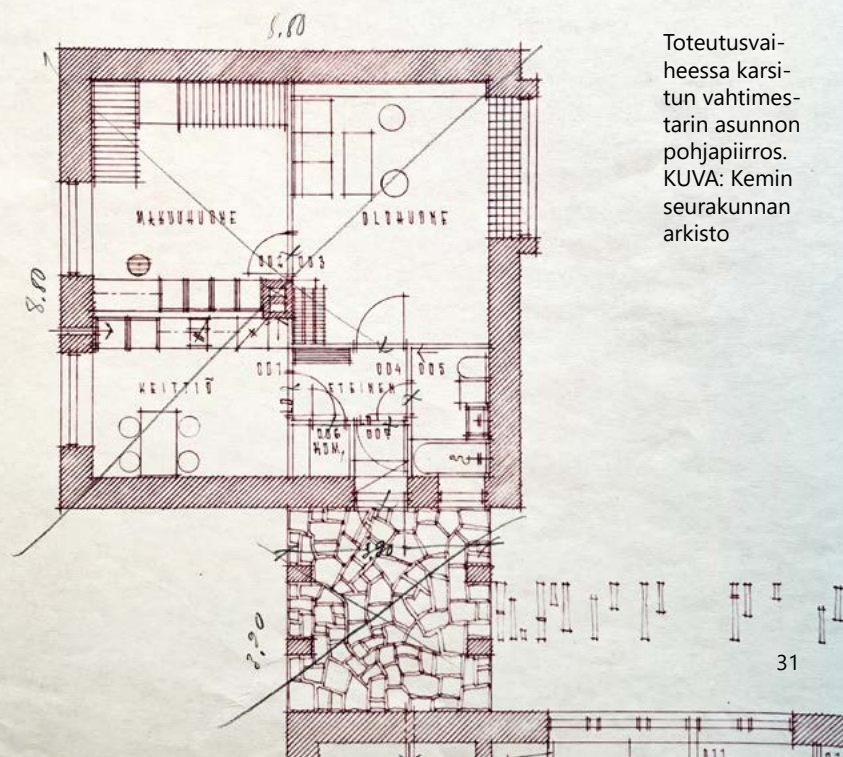 8.80
Toteutusvai-
heessa karsi-
tun vahtimes-
tarin asunnon
pohjapiirros.
KUVA: Kemin
seurakunnan
arkisto
MAKUUHUONE
OLOHUONE
002 003
8.80
001
004
005
KEITTIÖ
ETEINEN
006
007
KOM.
3.90
31
011